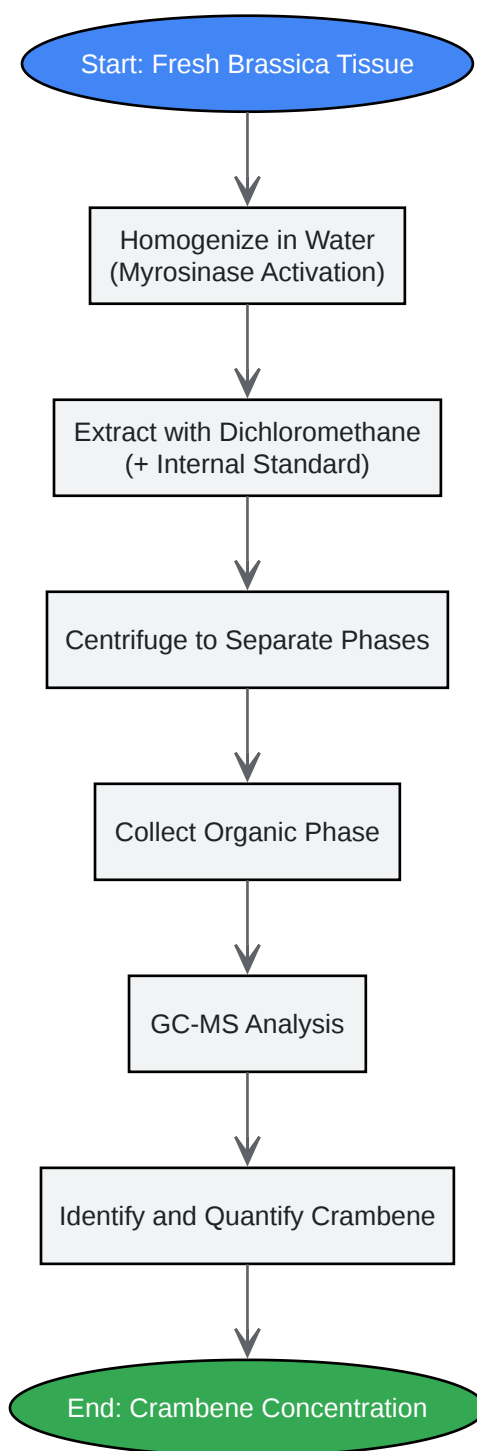 Start: Fresh Brassica Tissue
Homogenize in Water
(Myrosinase Activation)
Extract with Dichloromethane
(+ Internal Standard)
Centrifuge to Separate Phases
Collect Organic Phase
GC-MS Analysis
Identify and Quantify Crambene
End: Crambene Concentration